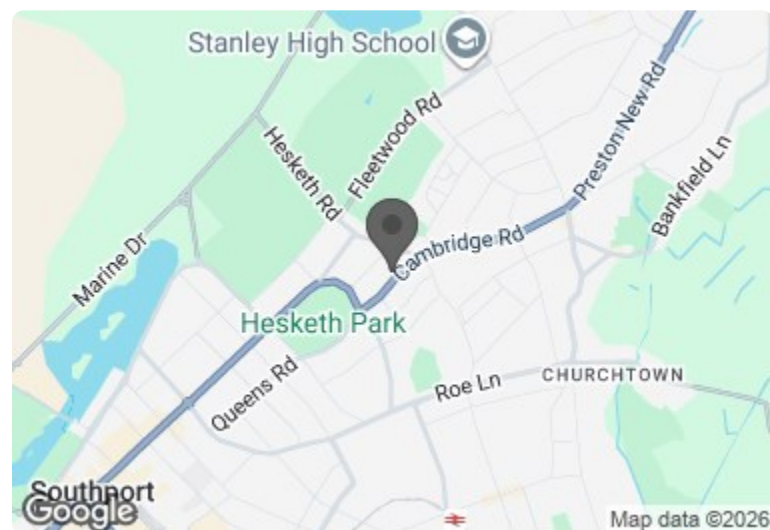 Stanley High School
Preston New Rd
Fleetwood Rd
Hesketh Rd
Bankfield Ln
Marine Dr
Cambridge Rd
Hesketh Park
Queens Rd
Roe Ln
CHURCHTOWN
Southport
Google
Map data ©2026